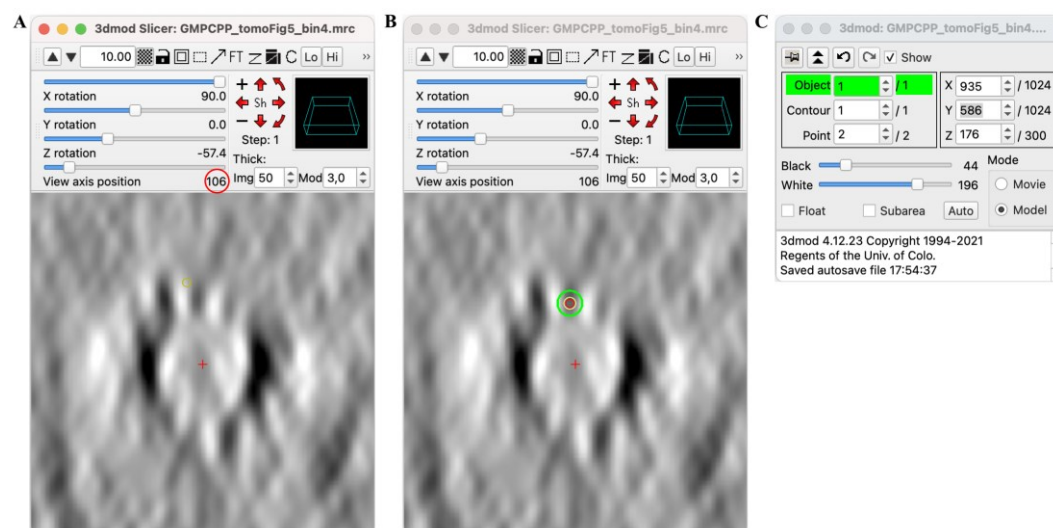 A
3dmod Slicer: GMPCPP_tomoFig5_bin4.mrc
10.00 FT Z C Lo Hi »
X rotation 90.0
Y rotation 0.0
Z rotation -57.4
View axis position 106
Sh
Step: 1
Thick:
Img 50 Mod 3,0
B
3dmod Slicer: GMPCPP_tomoFig5_bin4.mrc
10.00 FT Z C Lo Hi »
X rotation 90.0
Y rotation 0.0
Z rotation -57.4
View axis position 106
Sh
Step: 1
Thick:
Img 50 Mod 3,0
C
3dmod: GMPCPP_tomoFig5_bin4....
Show
Object 1 / 1 X 935 / 1024
Contour 1 / 1 Y 586 / 1024
Point 2 / 2 Z 176 / 300
Black 44 Mode
White 196 Movie
Float Subarea Auto Model
3dmod 4.12.23 Copyright 1994-2021
Regents of the Univ. of Colo.
Saved autosave file 17:54:37